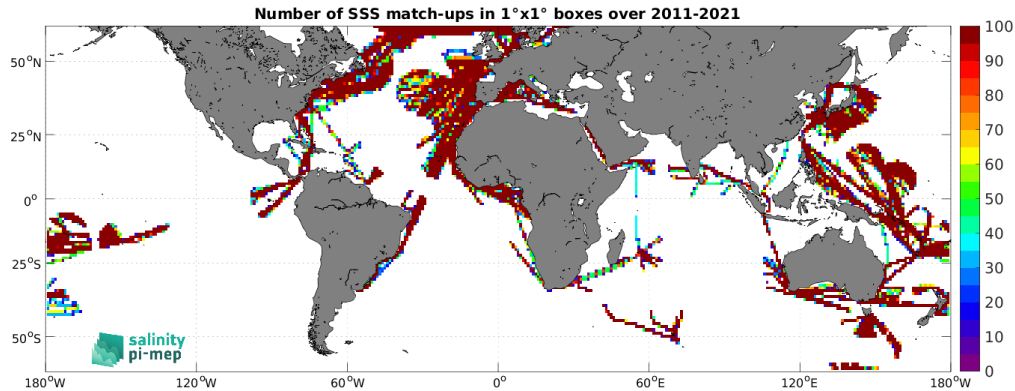 Number of SSS match-ups in 1°x1° boxes over 2011-2021
50°N
25°N
0°
25°S
50°S
180°W
120°W
60°W
0°
60°E
120°E
180°W
100
90
80
70
60
50
40
30
20
10
0
salinity
pi-mep